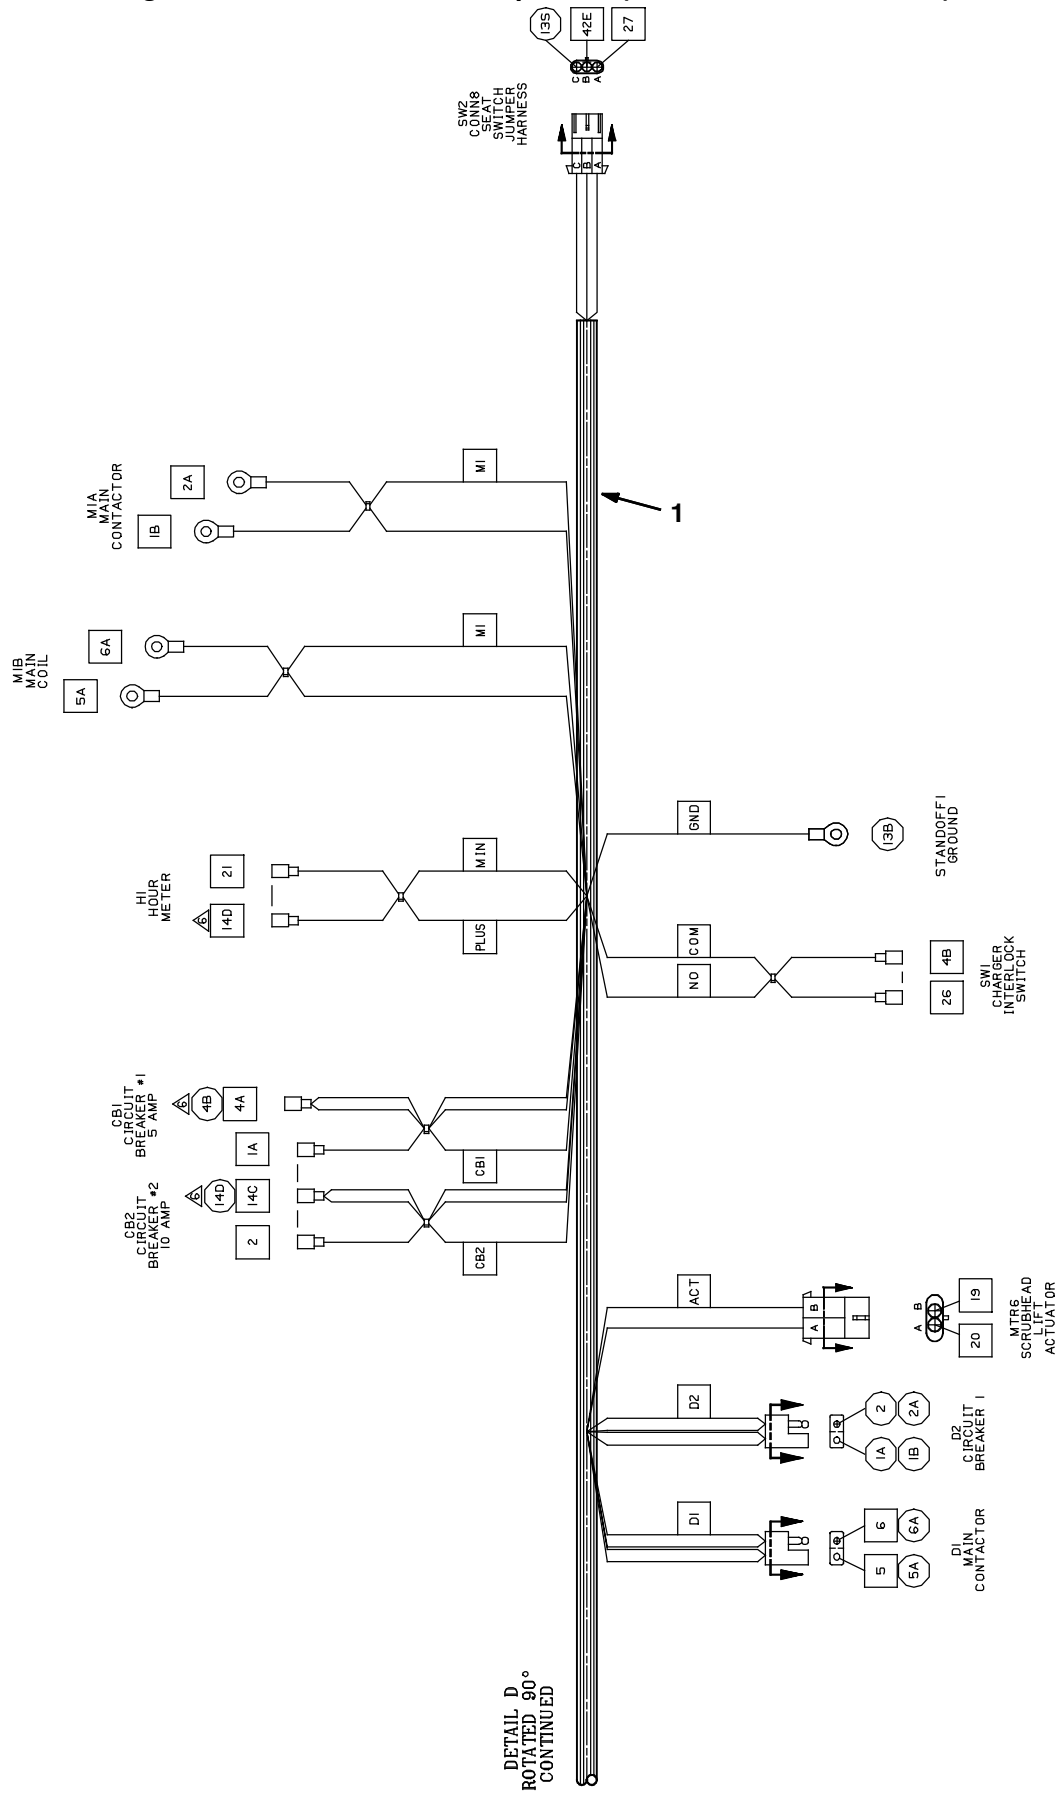 13S
42E
27
C
B
A
SW2
CONN8
SEAT
SWITCH
JUMPER
HARNESS
C
B
A
M1A
MAIN
CONTACTOR
2A
1B
M1
1
M1B
MAIN
COIL
6A
5A
M1
H1
HOUR
METER
21
6
14D
MIN
PLUS
GND
13B
STANDOFF1
GROUND
COM
NO
4B
26
SW1
CHARGER
INTERLOCK
SWITCH
CB1
CIRCUIT
BREAKER #1
5 AMP
6
4B
4A
1A
CB1
CB2
CIRCUIT
BREAKER #2
10 AMP
6
14D
14C
2
CB2
ACT
B
A
B
A
19
20
MTR6
SCRUBHEAD
LIFT
ACTUATOR
D2
2
2A
1A
1B
D2
CIRCUIT
BREAKER 1
D1
6
6A
5
5A
D1
MAIN
CONTACTOR
DETAIL D
ROTATED 90°
CONTINUED